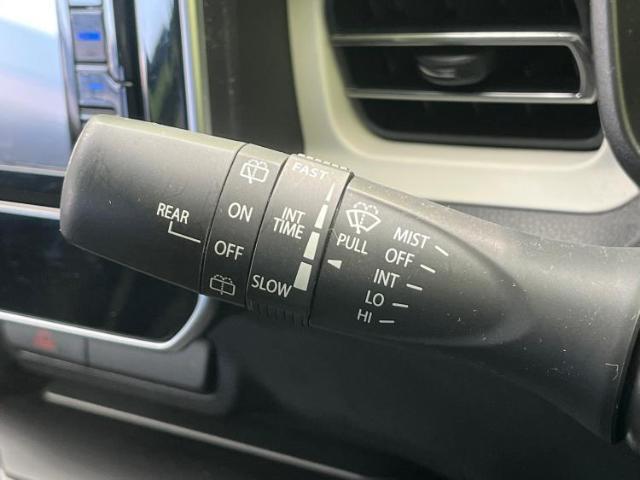 REAR
ON
OFF
FAST
INT
TIME
SLOW
PULL
MIST
OFF
INT
LO
HI